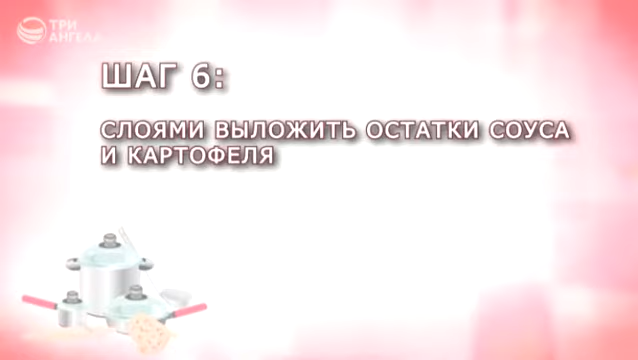 ТРИ
АНГЕЛА
ШАГ 6:
СЛОЯМИ ВЫЛОЖИТЬ ОСТАТКИ СОУСА
И КАРТОФЕЛЯ